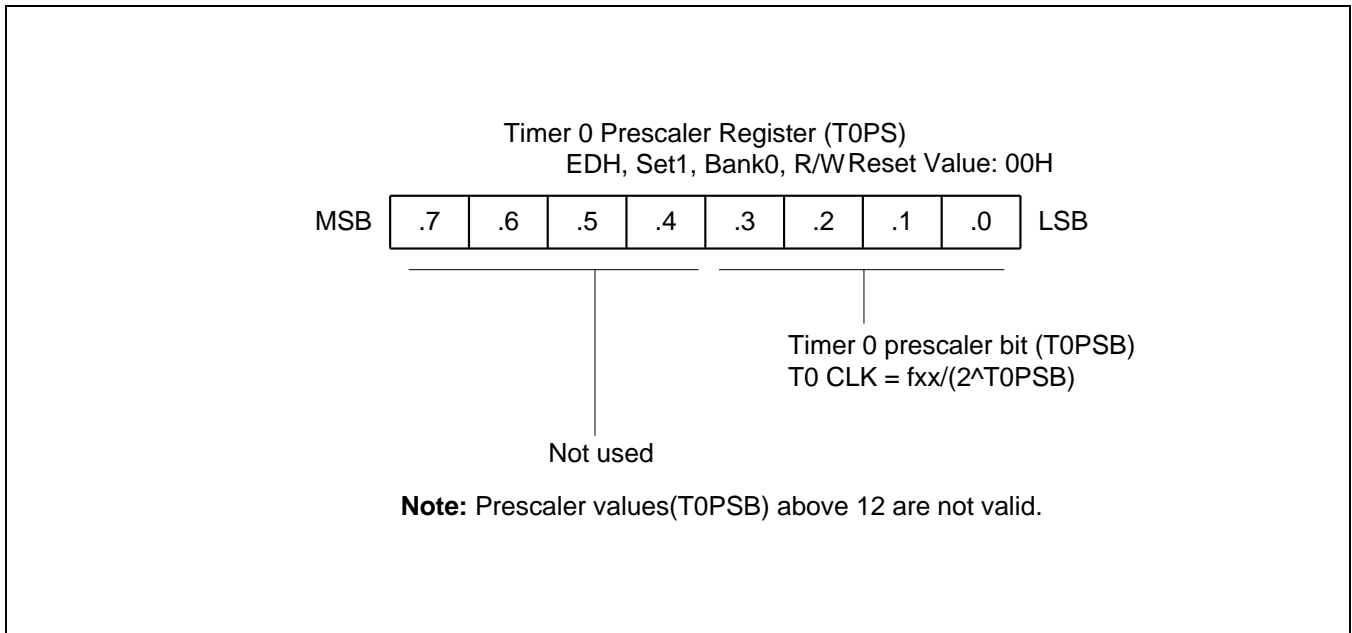 Timer 0 Prescaler Register (T0PS)
EDH, Set1, Bank0, R/W Reset Value: 00H
MSB .7 .6 .5 .4 .3 .2 .1 .0 LSB
Timer 0 prescaler bit (T0PSB)
T0 CLK = fxx/(2^T0PSB)
Not used
Note: Prescaler values(T0PSB) above 12 are not valid.